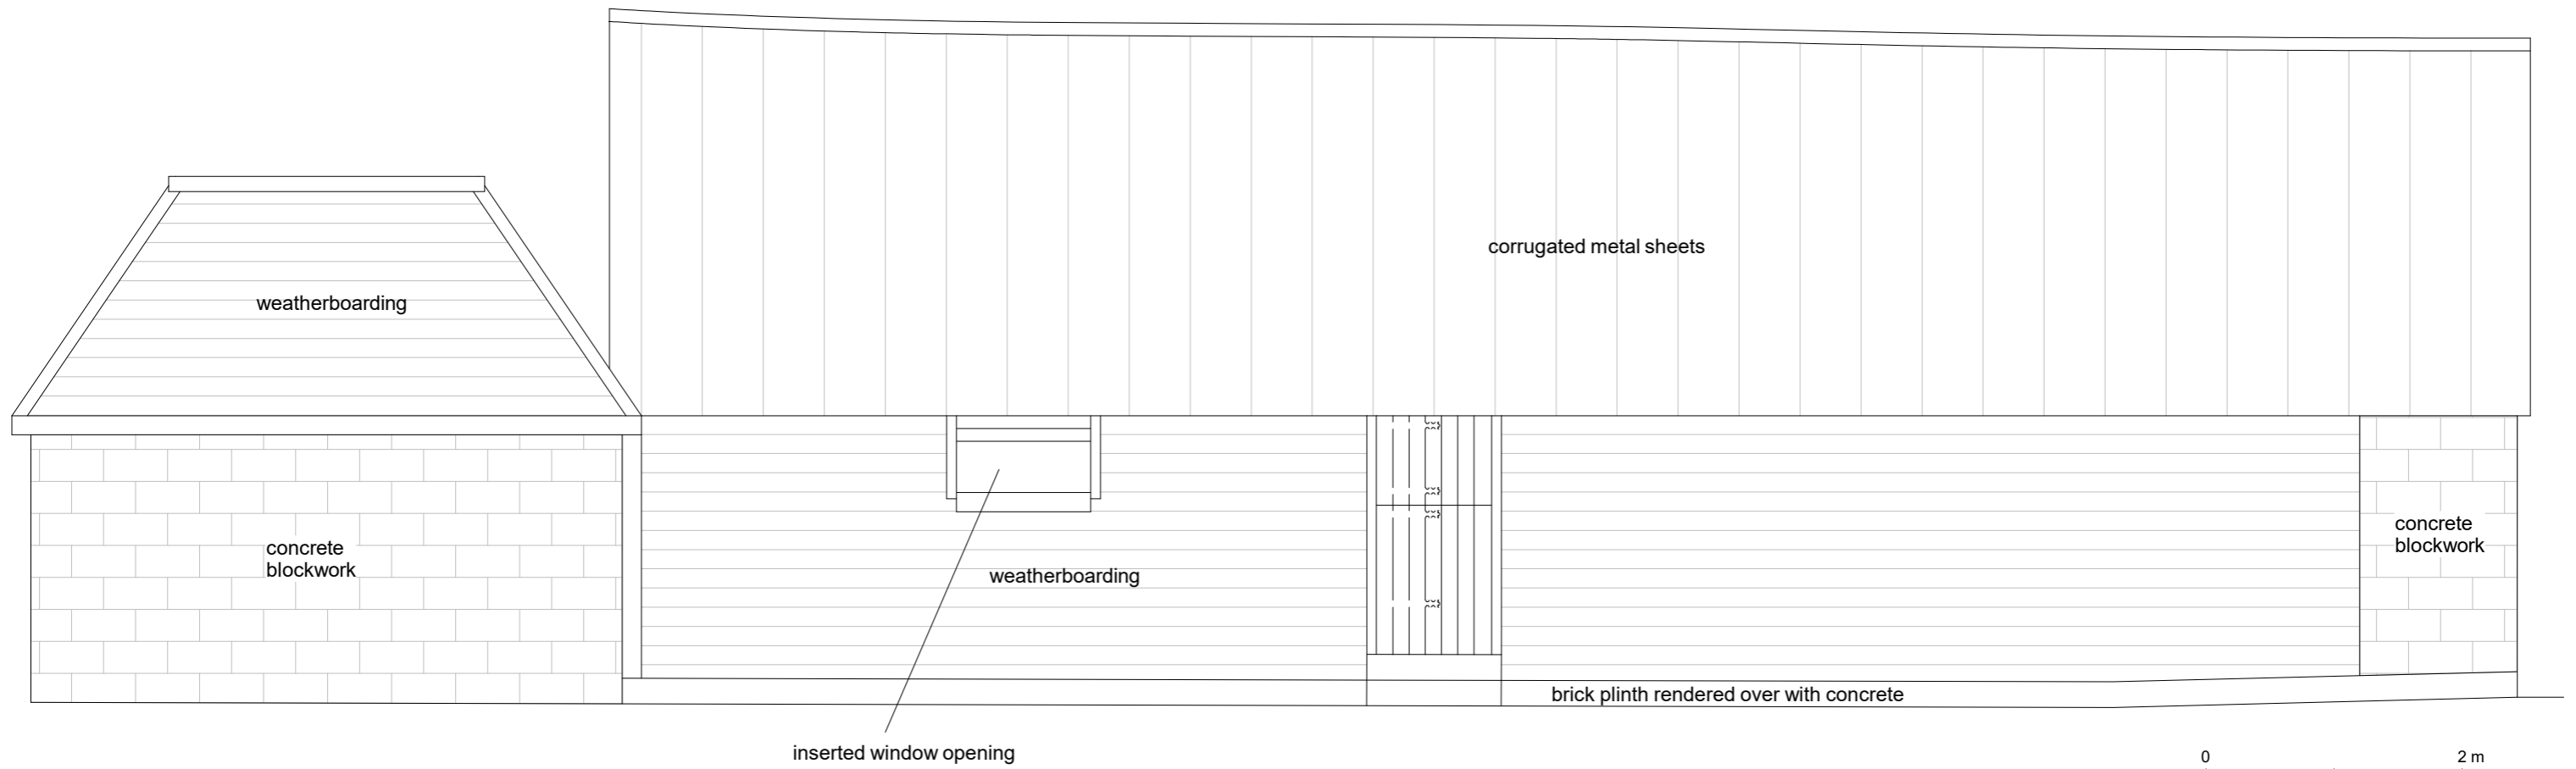 corrugated metal sheets
weatherboarding
concrete
blockwork
concrete
blockwork
weatherboarding
brick plinth rendered over with concrete
inserted window opening
0 2 m